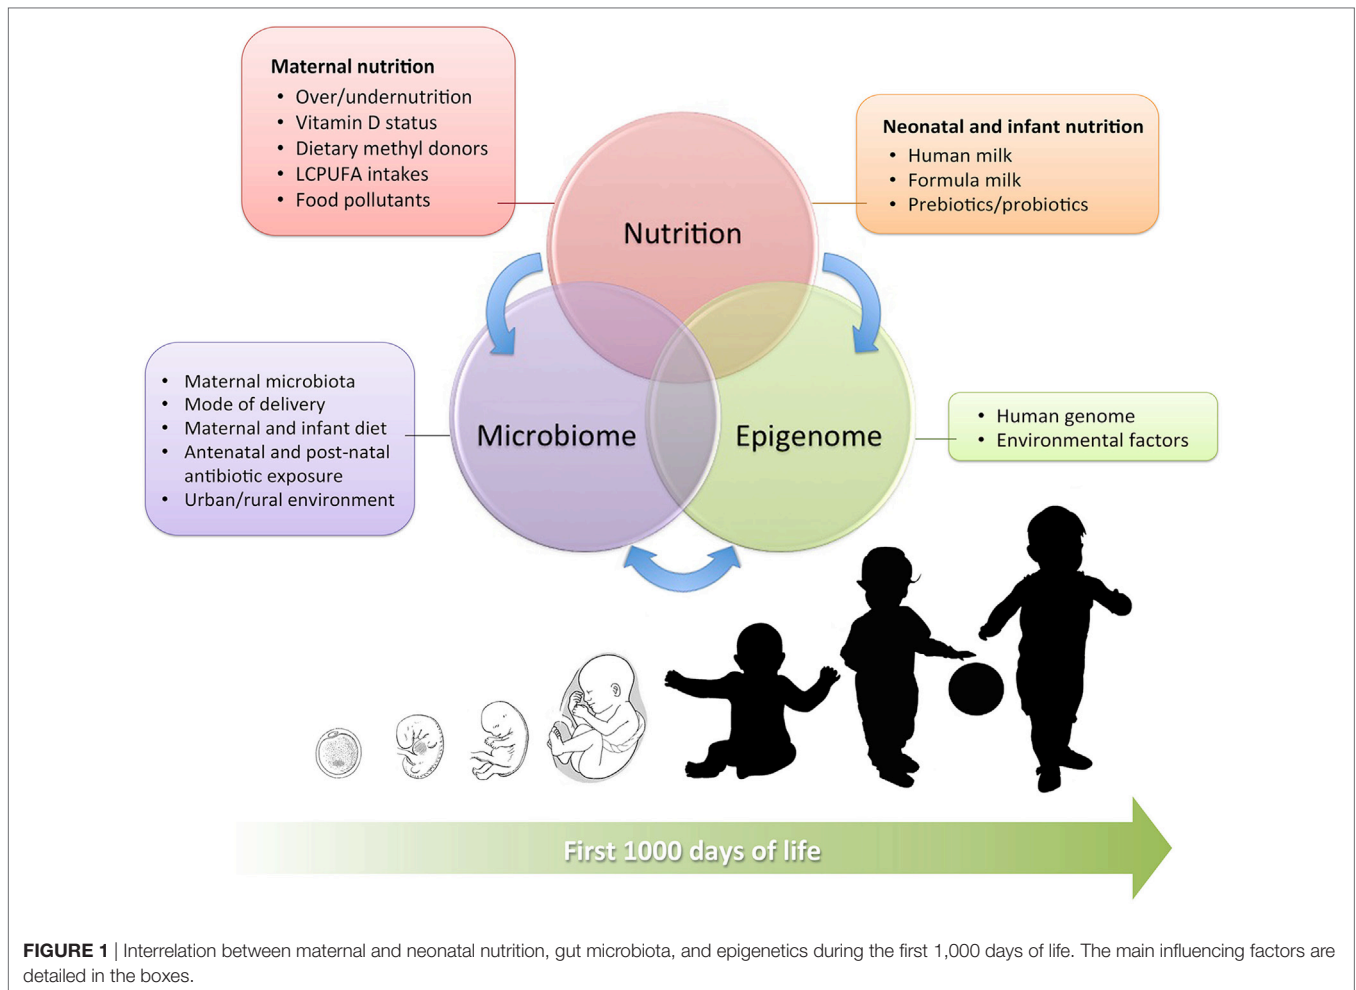 Maternal nutrition
• Over/undernutrition
• Vitamin D status
• Dietary methyl donors
• LCPUFA intakes
• Food pollutants
Neonatal and infant nutrition
• Human milk
• Formula milk
• Prebiotics/probiotics
Nutrition
• Maternal microbiota
• Mode of delivery
• Maternal and infant diet
• Antenatal and post-natal
antibiotic exposure
• Urban/rural environment
Microbiome
Epigenome
• Human genome
• Environmental factors
First 1000 days of life
FIGURE 1 | Interrelation between maternal and neonatal nutrition, gut microbiota, and epigenetics during the first 1,000 days of life. The main influencing factors are
detailed in the boxes.